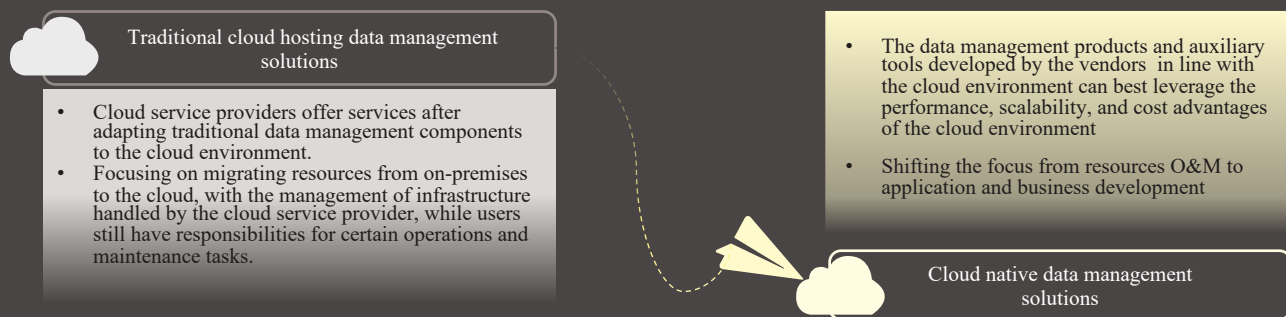 Traditional cloud hosting data management
solutions
• Cloud service providers offer services after
adapting traditional data management components
to the cloud environment.
• Focusing on migrating resources from on-premises
to the cloud, with the management of infrastructure
handled by the cloud service provider, while users
still have responsibilities for certain operations and
maintenance tasks.
• The data management products and auxiliary
tools developed by the vendors in line with
the cloud environment can best leverage the
performance, scalability, and cost advantages
of the cloud environment
• Shifting the focus from resources O&M to
application and business development
Cloud native data management
solutions